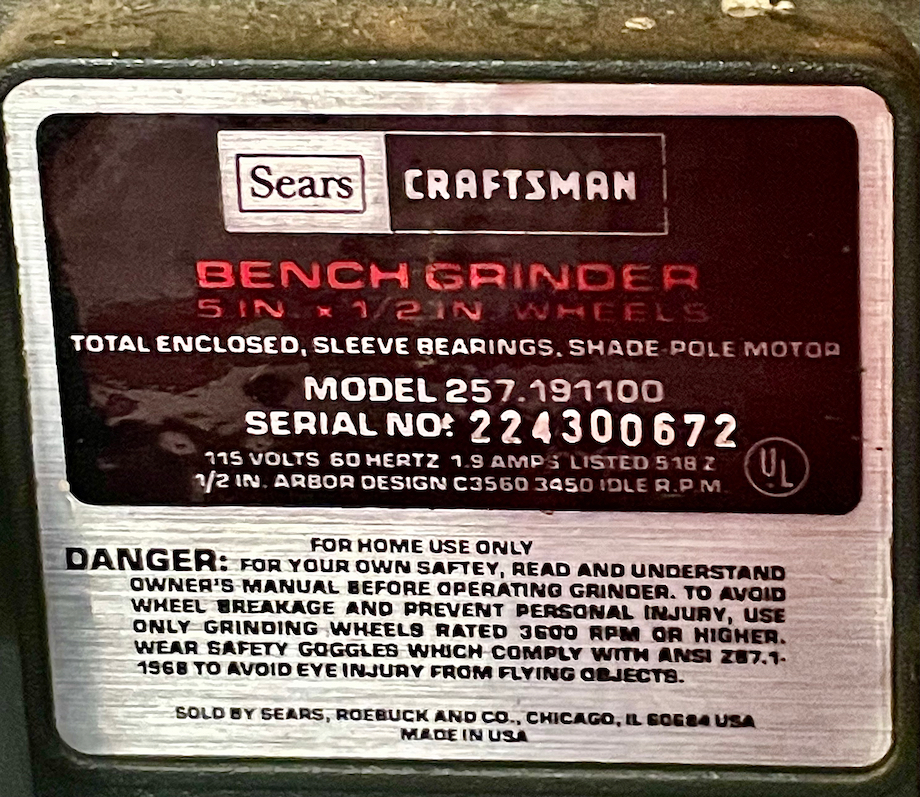 Sears CRAFTSMAN
BENCH GRINDER
5 IN. x 1/2 IN. WHEELS
TOTAL ENCLOSED, SLEEVE BEARINGS, SHADE-POLE MOTOR
MODEL 257.191100
SERIAL NO: 224300672
115 VOLTS 60 HERTZ 1.9 AMPS LISTED 518 Z
UL
1/2 IN. ARBOR DESIGN C3560 3450 IDLE R.P.M.
FOR HOME USE ONLY
DANGER: FOR YOUR OWN SAFTEY, READ AND UNDERSTAND
OWNER'S MANUAL BEFORE OPERATING GRINDER. TO AVOID
WHEEL BREAKAGE AND PREVENT PERSONAL INJURY, USE
ONLY GRINDING WHEELS RATED 3600 RPM OR HIGHER.
WEAR SAFETY GOGGLES WHICH COMPLY WITH ANSI Z87.1-
1968 TO AVOID EYE INJURY FROM FLYING OBJECTS.
SOLD BY SEARS, ROEBUCK AND CO., CHICAGO, IL 60684 USA
MADE IN USA